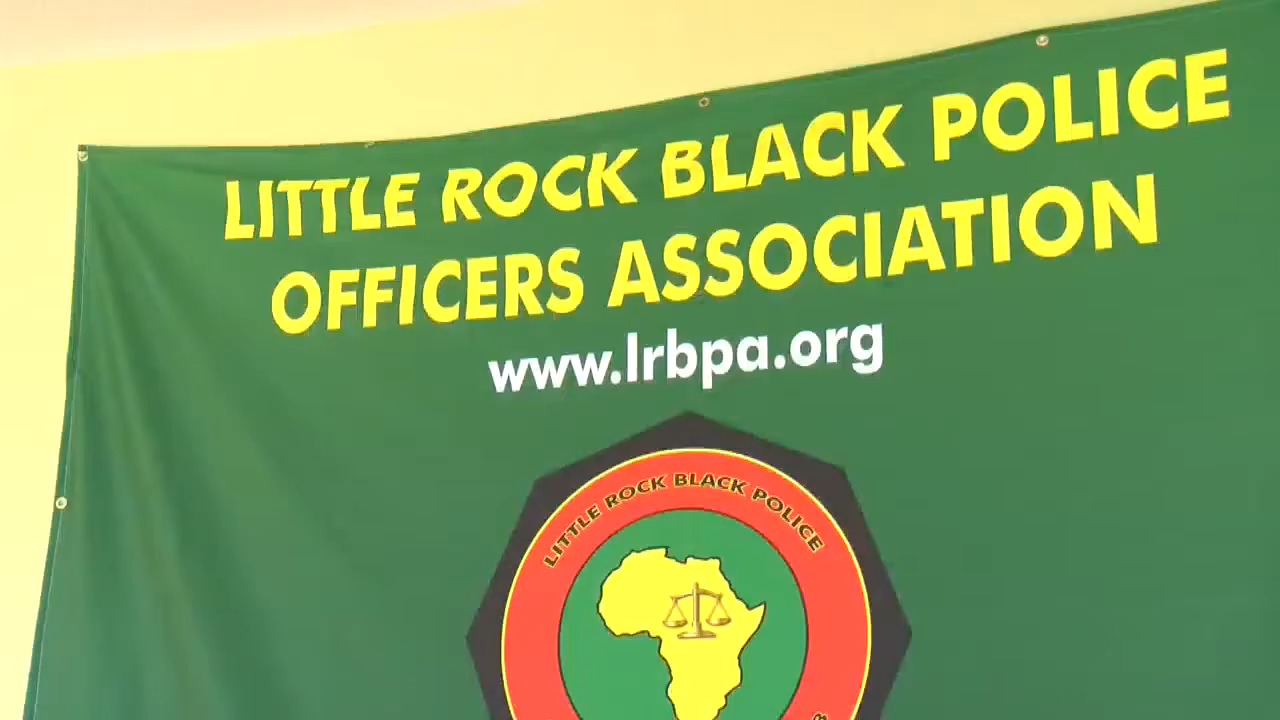 LITTLE ROCK BLACK POLICE
OFFICERS ASSOCIATION
www.lrbpa.org
LITTLE ROCK BLACK POLICE